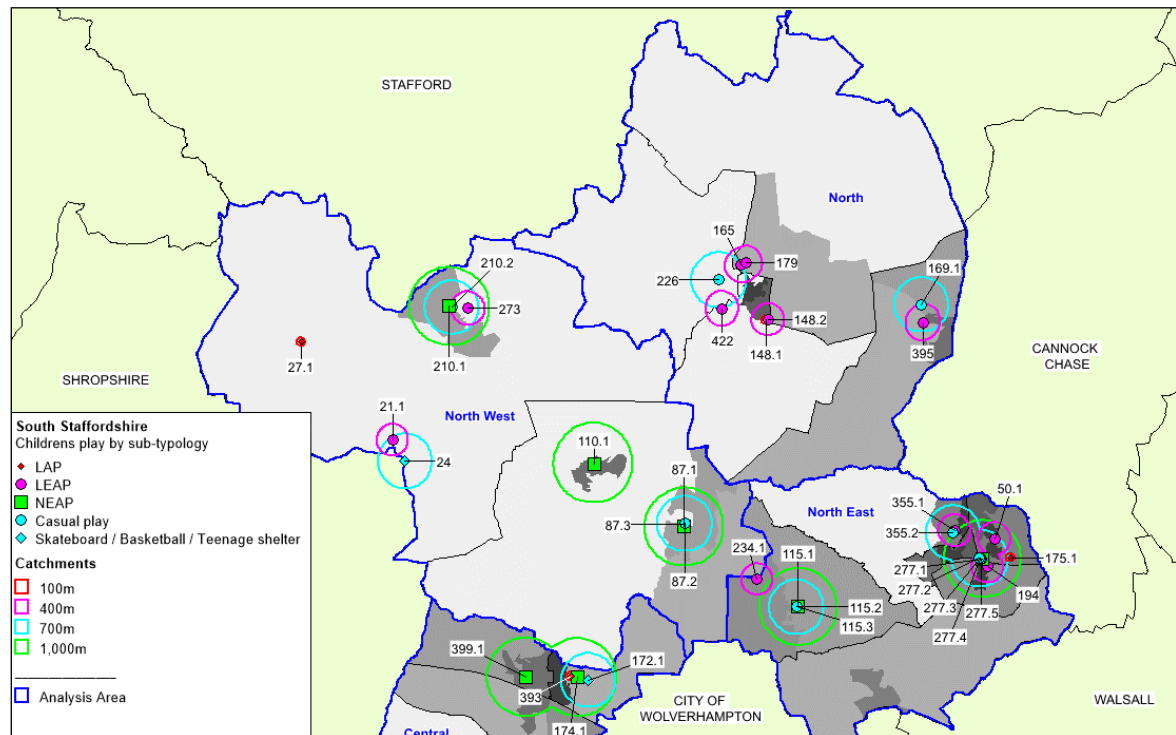 STAFFORD
North
165
210.2
179
169.1
226
273
148.2
422
27.1
210.1
148.1
395
CANNOCK
CHASE
SHROPSHIRE
21.1
North West
South Staffordshire
Childrens play by sub-typology
LAP
LEAP
NEAP
Casual play
Skateboard / Basketball / Teenage shelter
Catchments
100m
400m
700m
1,000m
Analysis Area
110.1
24
87.1
87.3
87.2
North East
355.1
50.1
355.2
175.1
234.1
115.1
277.1
277.2
277.3
277.5
194
277.4
115.2
115.3
399.1
172.1
393
174.1
CITY OF
WOLVERHAMPTON
WALSALL
Central